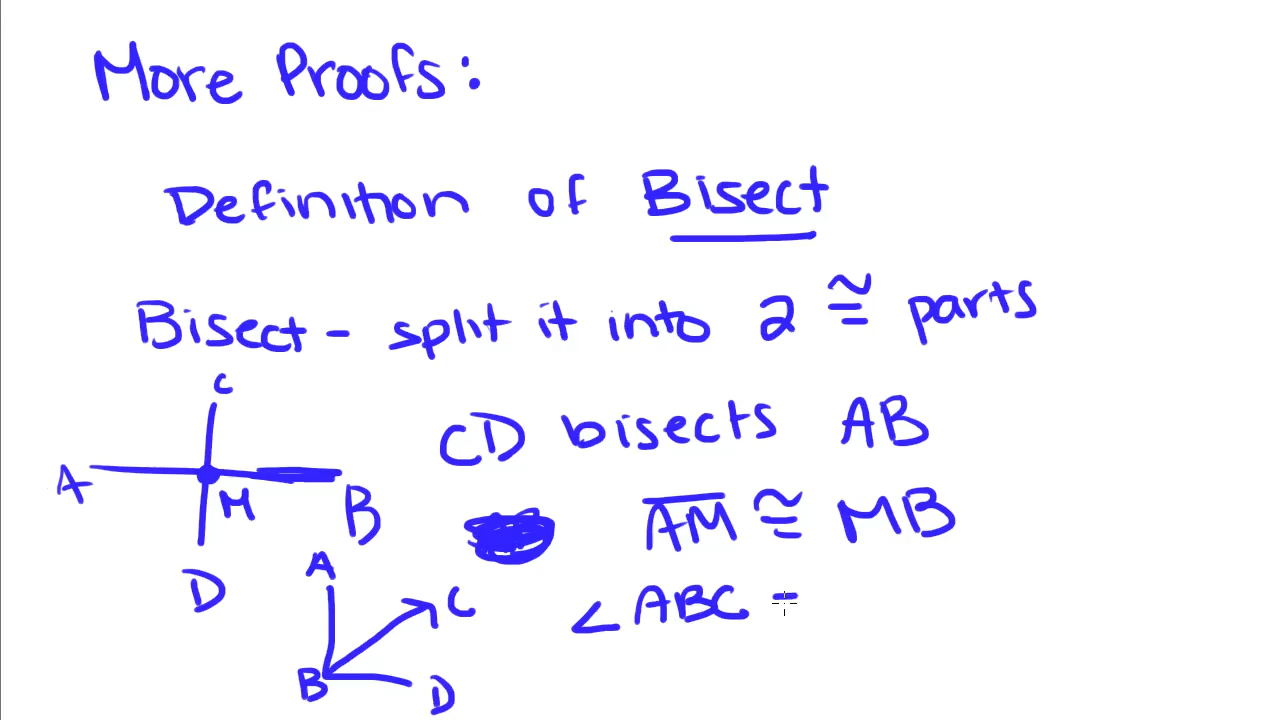 More Proofs:
Definition of Bisect
Bisect - split it into 2 ≅ parts
C
CD bisects AB
A
M
B
AM ≅ MB
D
A
C
∠ABC =
B
D